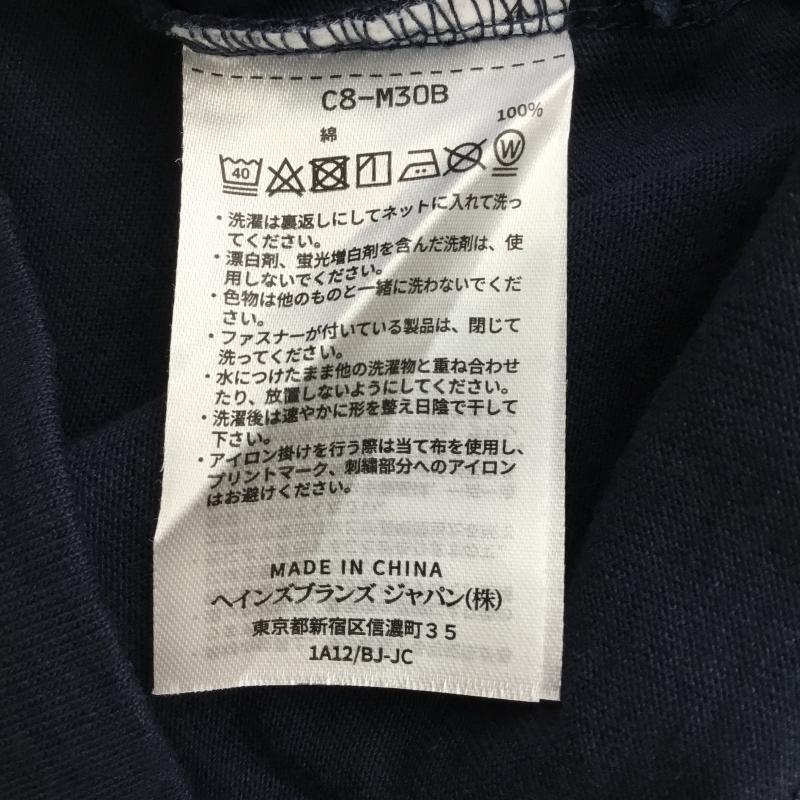 C8-M30B
綿 100%
40 W
・洗濯は裏返しにしてネットに入れて洗っ
てください。
・漂白剤、蛍光増白剤を含んだ洗剤は、使
用しないでください。
・色物は他のものと一緒に洗わないでくだ
さい。
・ファスナーが付いている製品は、閉じて
洗ってください。
・水につけたまま他の洗濯物と重ね合わせ
たり、放置しないようにしてください。
・洗濯後は速やかに形を整え日陰で干して
下さい。
・アイロン掛けを行う際は当て布を使用し、
プリントマーク、刺繍部分へのアイロン
はお避けください。
MADE IN CHINA
ヘインズブランズ ジャパン(株)
東京都新宿区信濃町35
1A12/BJ-JC